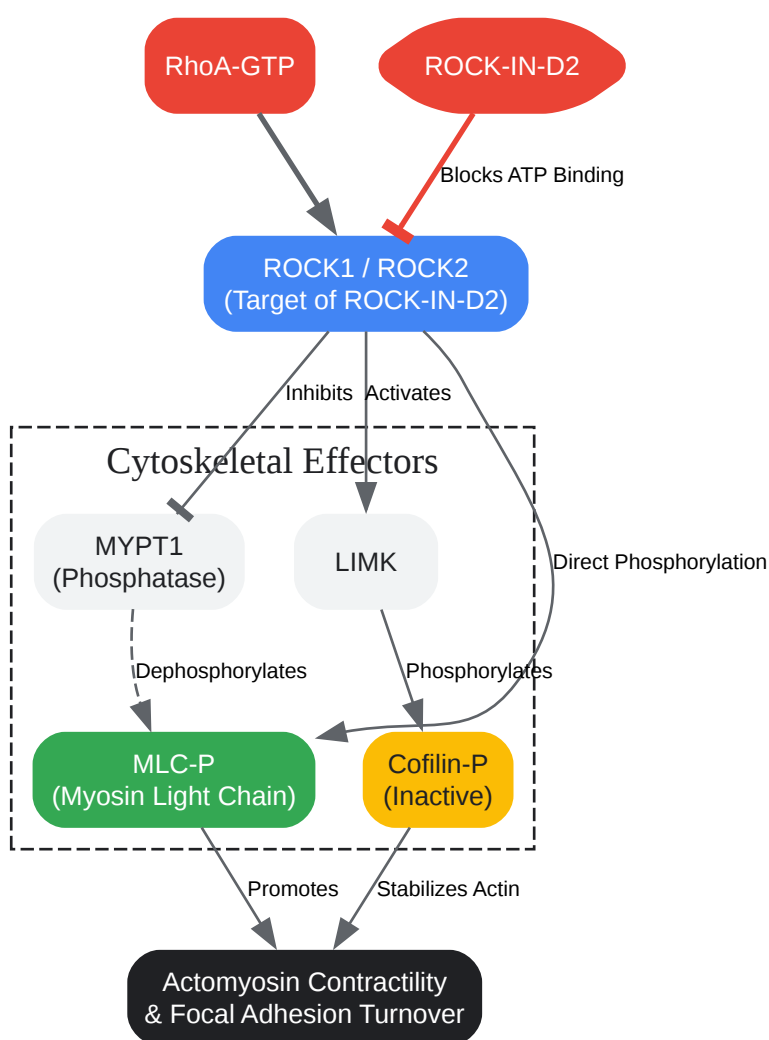 RhoA-GTP
ROCK-IN-D2
Blocks ATP Binding
ROCK1 / ROCK2
(Target of ROCK-IN-D2)
Inhibits
Activates
Cytoskeletal Effectors
MYPT1
(Phosphatase)
LIMK
Direct Phosphorylation
Dephosphorylates
Phosphorylates
MLC-P
(Myosin Light Chain)
Cofilin-P
(Inactive)
Promotes
Stabilizes Actin
Actomyosin Contractility
& Focal Adhesion Turnover